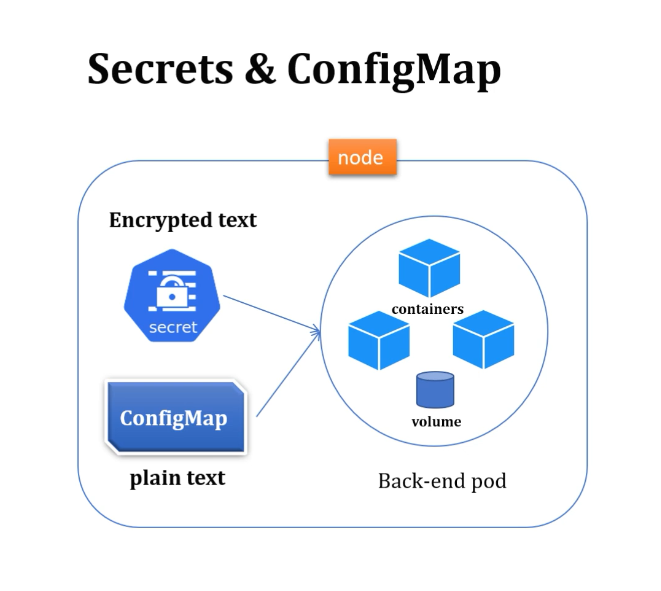 Secrets & ConfigMap
node
Encrypted text
secret
containers
ConfigMap
volume
plain text
Back-end pod